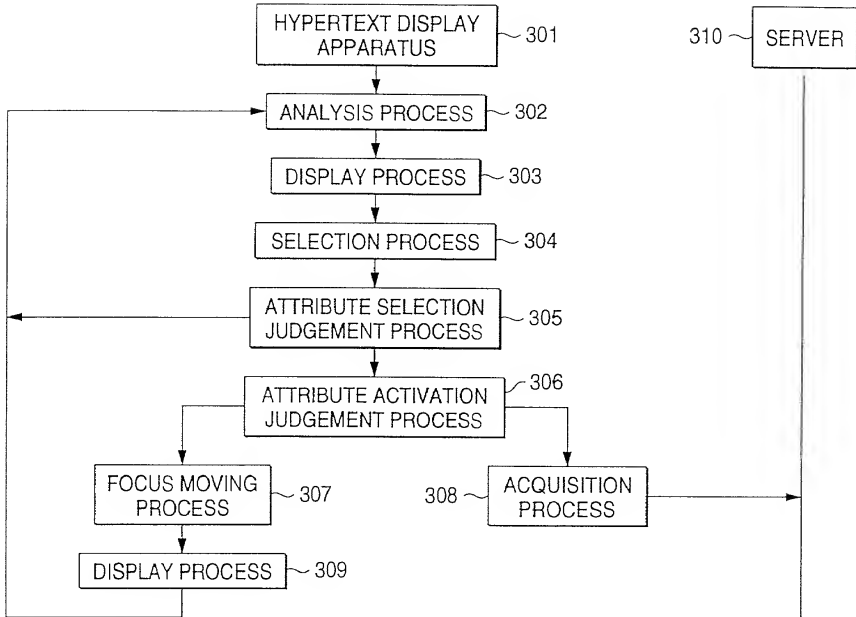 HYPERTEXT DISPLAY
APPARATUS
301
310
SERVER
ANALYSIS PROCESS
302
DISPLAY PROCESS
303
SELECTION PROCESS
304
ATTRIBUTE SELECTION
JUDGEMENT PROCESS
305
ATTRIBUTE ACTIVATION
JUDGEMENT PROCESS
306
FOCUS MOVING
PROCESS
307
308
ACQUISITION
PROCESS
DISPLAY PROCESS
309